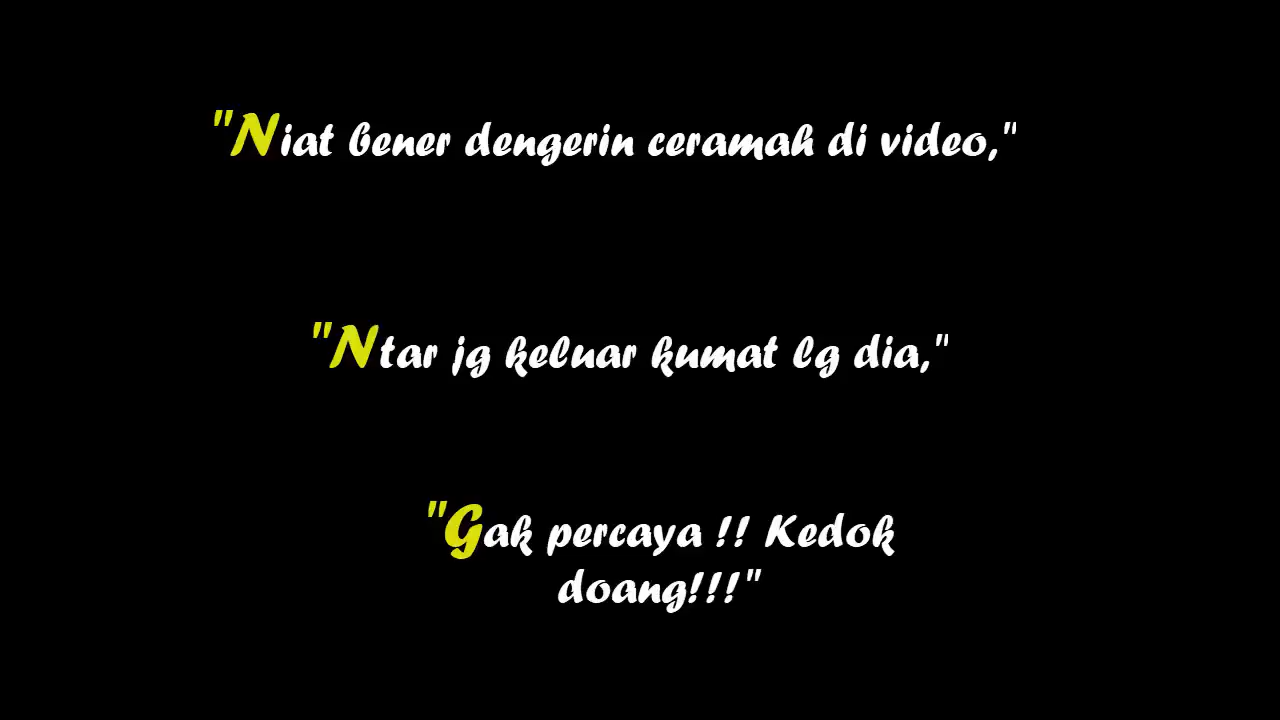 "Niat bener dengerin ceramah di video,"
"Ntar jg keluar kumat lg dia,"
"Gak percaya !! Kedok
doang!!!"